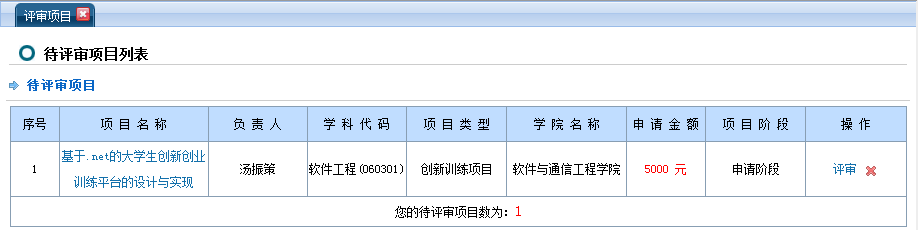 评审项目
待评审项目列表
待评审项目
序号 项目名称 负责人 学科代码 项目类型 学院名称 申请金额 项目阶段 操作
1 基于.net的大学生创新创业 汤振策 软件工程(060301) 创新训练项目 软件与通信工程学院 5000 元 申请阶段 评审
训练平台的设计与实现
您的待评审项目数为:1